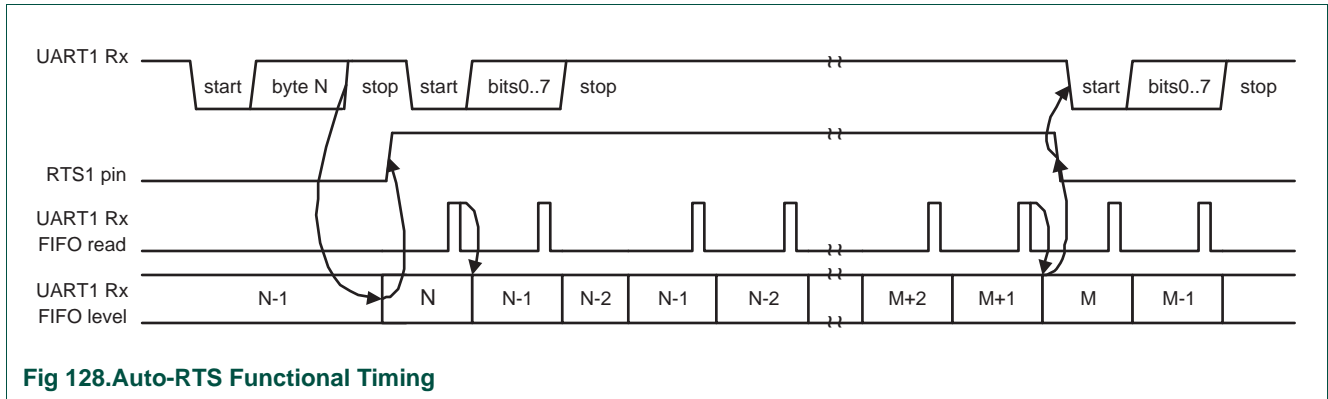 UART1 Rx
start byte N stop start bits0..7 stop start bits0..7 stop
RTS1 pin
UART1 Rx
FIFO read
UART1 Rx
FIFO level
N-1 N N-1 N-2 N-1 N-2 M+2 M+1 M M-1
Fig 128.Auto-RTS Functional Timing